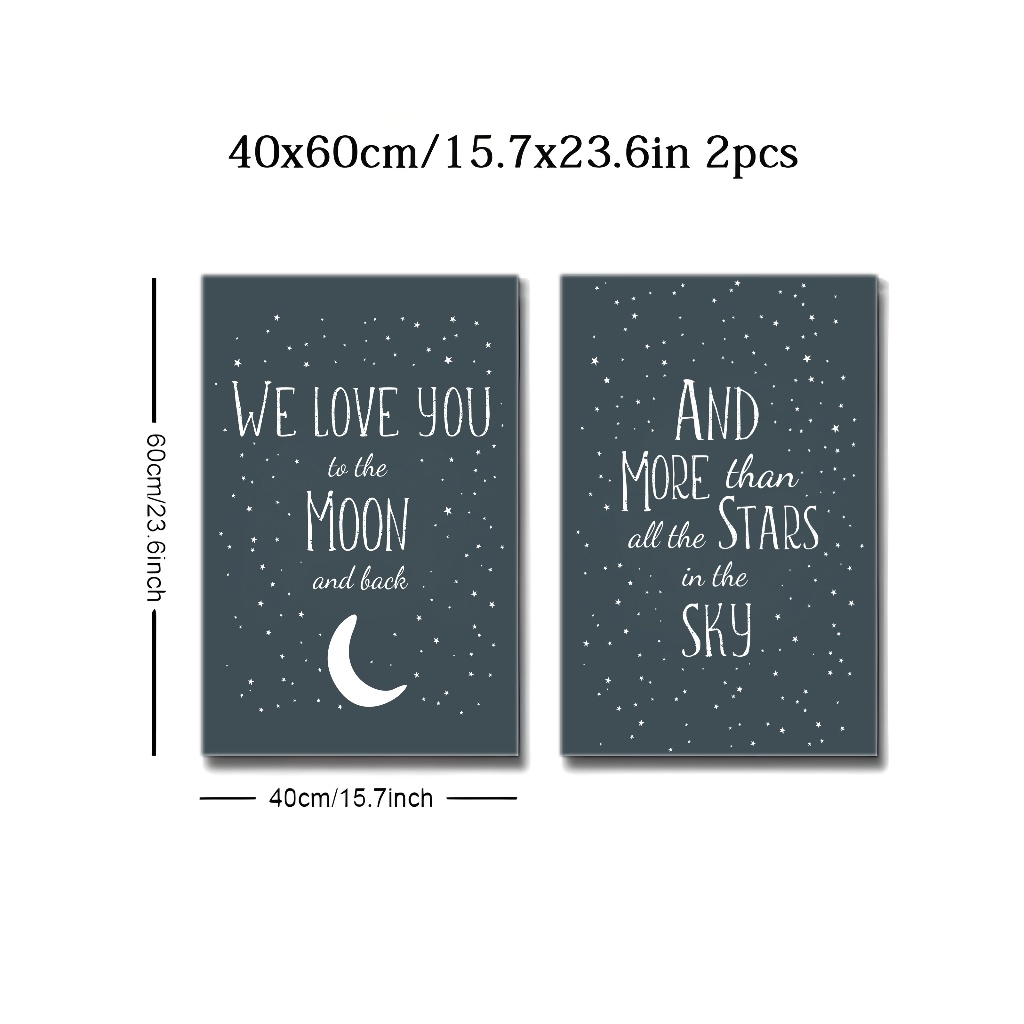 40x60cm/15.7x23.6in 2pcs
WE LOVE YOU
to the
MOON
and back
AND
MORE than
all the STARS
in the
SKY
60cm/23.6inch
40cm/15.7inch